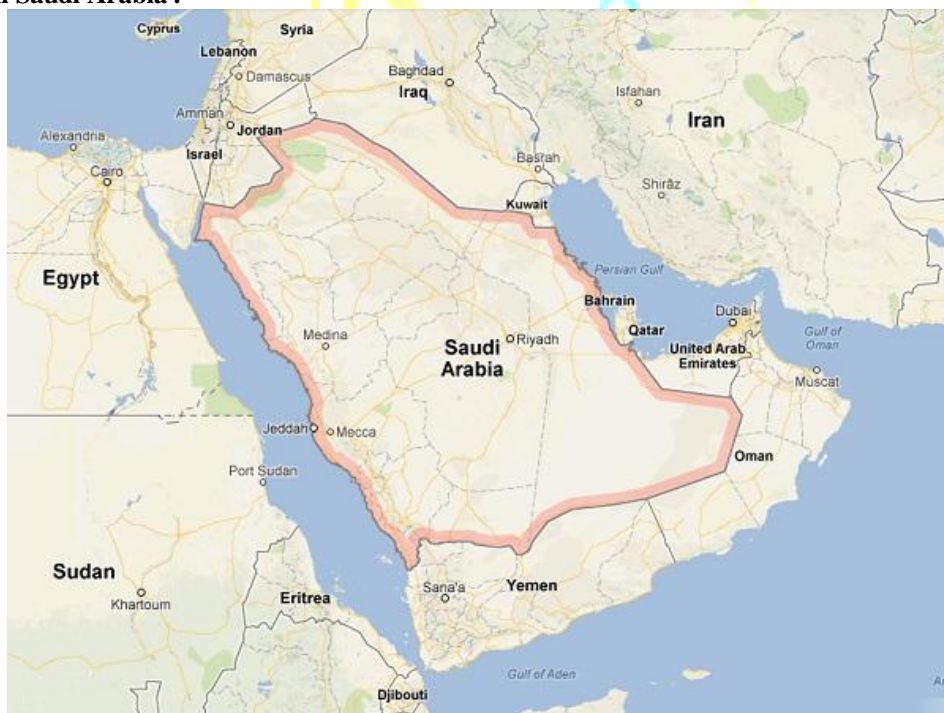 Saudi Arabia .
Cyprus
Syria
Lebanon
Damascus
Baghdad
Iraq
Isfahan
Iran
Amman
Jordan
Alexandria
Israel
Cairo
Basrah
Shirāz
Kuwait
Egypt
Persian Gulf
Bahrain
Dubai
Qatar
Gulf of
Oman
Medina
Saudi
Arabia
Riyadh
United Arab
Emirates
Muscat
Jeddah
Mecca
Oman
Port Sudan
Sudan
Khartoum
Eritrea
Sana'a
Yemen
Gulf of Aden
Djibouti